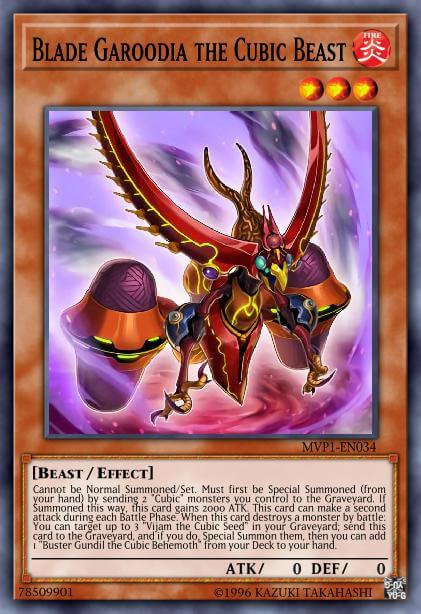 BLADE GAROODIA THE CUBIC BEAST
FIRE
炎
MVP1-EN034
[BEAST / EFFECT]
Cannot be Normal Summoned/Set. Must first be Special Summoned (from
your hand) by sending 2 "Cubic" monsters you control to the Graveyard. If
Summoned this way, this card gains 2000 ATK. This card can make a
second attack during each Battle Phase. When this card destroys a monster by battle:
You can target up to 3 "Vijam the Cubic Seed" in your Graveyard; send this
card to the Graveyard, and if you do, Special Summon them, then you can add
1 "Buster Gundil the Cubic Behemoth" from your Deck to your hand.
ATK/ 0 DEF/ 0
78509901
©1996 KAZUKI TAKAHASHI